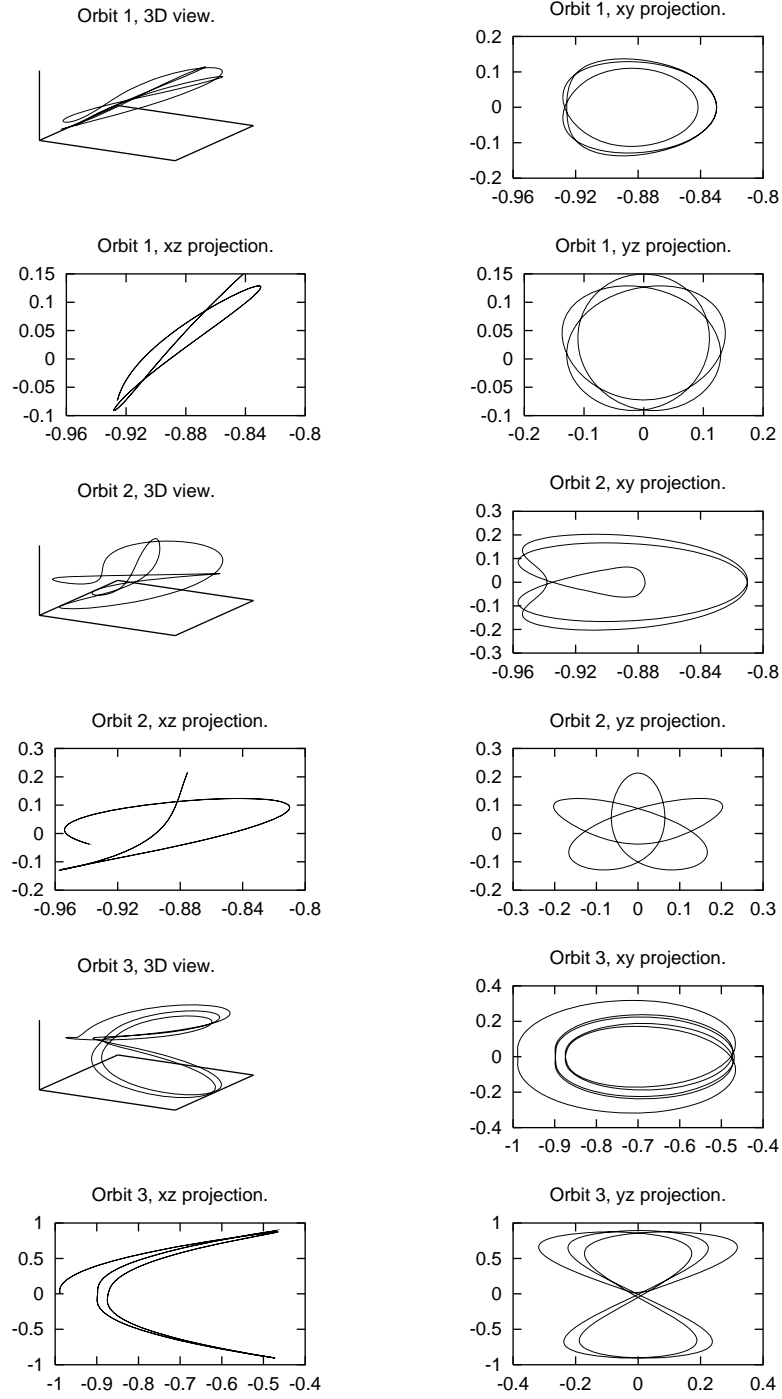 Orbit 1, 3D view.
Orbit 1, xy projection.
0.2
0.1
0
-0.1
-0.2
-0.96 -0.92 -0.88 -0.84 -0.8
Orbit 1, xz projection.
0.15
0.1
0.05
0
-0.05
-0.1
-0.96 -0.92 -0.88 -0.84 -0.8
Orbit 1, yz projection.
0.15
0.1
0.05
0
-0.05
-0.1
-0.2 -0.1 0 0.1 0.2
Orbit 2, 3D view.
Orbit 2, xy projection.
0.3
0.2
0.1
0
-0.1
-0.2
-0.3
-0.96 -0.92 -0.88 -0.84 -0.8
Orbit 2, xz projection.
0.3
0.2
0.1
0
-0.1
-0.2
-0.96 -0.92 -0.88 -0.84 -0.8
Orbit 2, yz projection.
0.3
0.2
0.1
0
-0.1
-0.2
-0.3 -0.2 -0.1 0 0.1 0.2 0.3
Orbit 3, 3D view.
Orbit 3, xy projection.
0.4
0.2
0
-0.2
-0.4
-1 -0.9 -0.8 -0.7 -0.6 -0.5 -0.4
Orbit 3, xz projection.
1
0.5
0
-0.5
-1
-1 -0.9 -0.8 -0.7 -0.6 -0.5 -0.4
Orbit 3, yz projection.
1
0.5
0
-0.5
-1
-0.4 -0.2 0 0.2 0.4